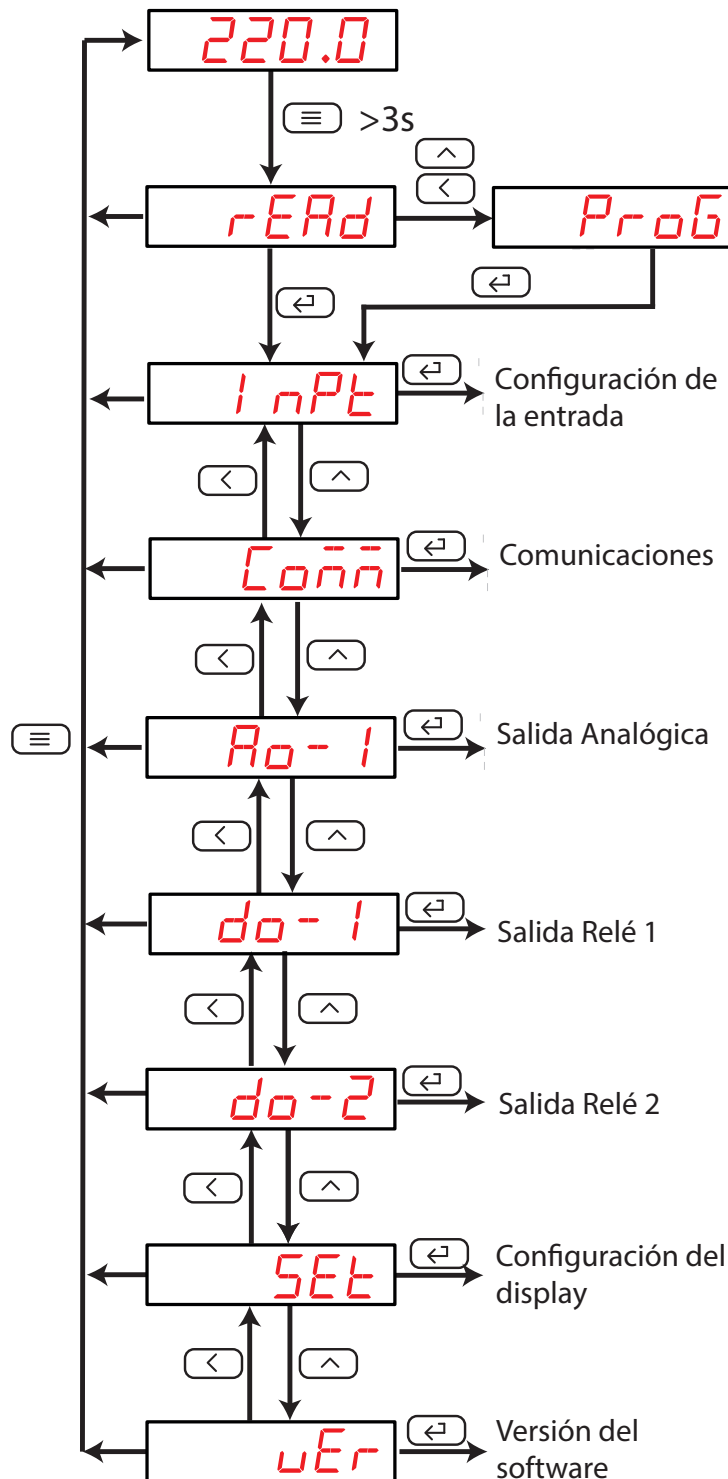 220.0
>3s
rEAd
ProG
InPt
Configuración de
la entrada
Comm
Comunicaciones
Ao-1
Salida Analógica
do-1
Salida Relé 1
do-2
Salida Relé 2
SEt
Configuración del
display
vEr
Versión del
software